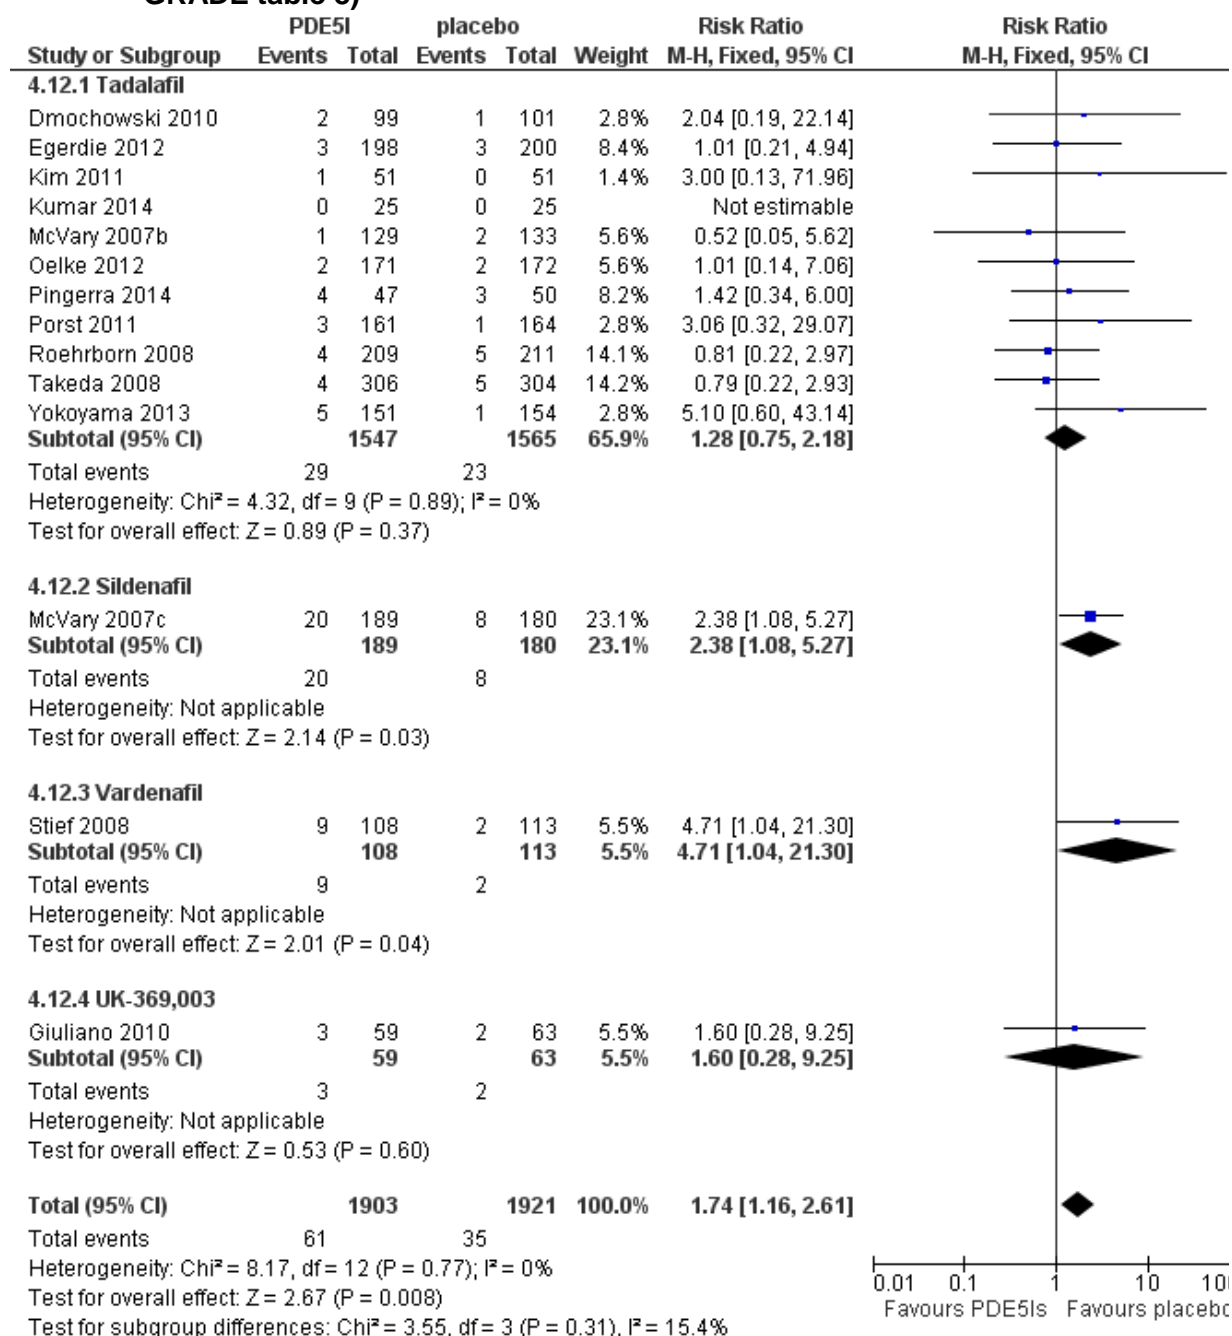 GRADE table 8)
PDE5I placebo Risk Ratio Risk Ratio
Study or Subgroup Events Total Events Total Weight M-H, Fixed, 95% CI M-H, Fixed, 95% CI
4.12.1 Tadalafil
Dmochowski 2010 2 99 1 101 2.8% 2.04 [0.19, 22.14]
Egerdie 2012 3 198 3 200 8.4% 1.01 [0.21, 4.94]
Kim 2011 1 51 0 51 1.4% 3.00 [0.13, 71.96]
Kumar 2014 0 25 0 25 Not estimable
McVary 2007b 1 129 2 133 5.6% 0.52 [0.05, 5.62]
Oelke 2012 2 171 2 172 5.6% 1.01 [0.14, 7.06]
Pingerra 2014 4 47 3 50 8.2% 1.42 [0.34, 6.00]
Porst 2011 3 161 1 164 2.8% 3.06 [0.32, 29.07]
Roehrborn 2008 4 209 5 211 14.1% 0.81 [0.22, 2.97]
Takeda 2008 4 306 5 304 14.2% 0.79 [0.22, 2.93]
Yokoyama 2013 5 151 1 154 2.8% 5.10 [0.60, 43.14]
Subtotal (95% CI) 1547 1565 65.9% 1.28 [0.75, 2.18]
Total events 29 23
Heterogeneity: Chi² = 4.32, df = 9 (P = 0.89); I² = 0%
Test for overall effect: Z = 0.89 (P = 0.37)
4.12.2 Sildenafil
McVary 2007c 20 189 8 180 23.1% 2.38 [1.08, 5.27]
Subtotal (95% CI) 189 180 23.1% 2.38 [1.08, 5.27]
Total events 20 8
Heterogeneity: Not applicable
Test for overall effect: Z = 2.14 (P = 0.03)
4.12.3 Vardenafil
Stief 2008 9 108 2 113 5.5% 4.71 [1.04, 21.30]
Subtotal (95% CI) 108 113 5.5% 4.71 [1.04, 21.30]
Total events 9 2
Heterogeneity: Not applicable
Test for overall effect: Z = 2.01 (P = 0.04)
4.12.4 UK-369,003
Giuliano 2010 3 59 2 63 5.5% 1.60 [0.28, 9.25]
Subtotal (95% CI) 59 63 5.5% 1.60 [0.28, 9.25]
Total events 3 2
Heterogeneity: Not applicable
Test for overall effect: Z = 0.53 (P = 0.60)
Total (95% CI) 1903 1921 100.0% 1.74 [1.16, 2.61]
Total events 61 35
Heterogeneity: Chi² = 8.17, df = 12 (P = 0.77); I² = 0%
Test for overall effect: Z = 2.67 (P = 0.008)
Test for subgroup differences: Chi² = 3.55, df = 3 (P = 0.31), I² = 15.4%
0.01 0.1 1 10 10
Favours PDE5Is Favours placebo